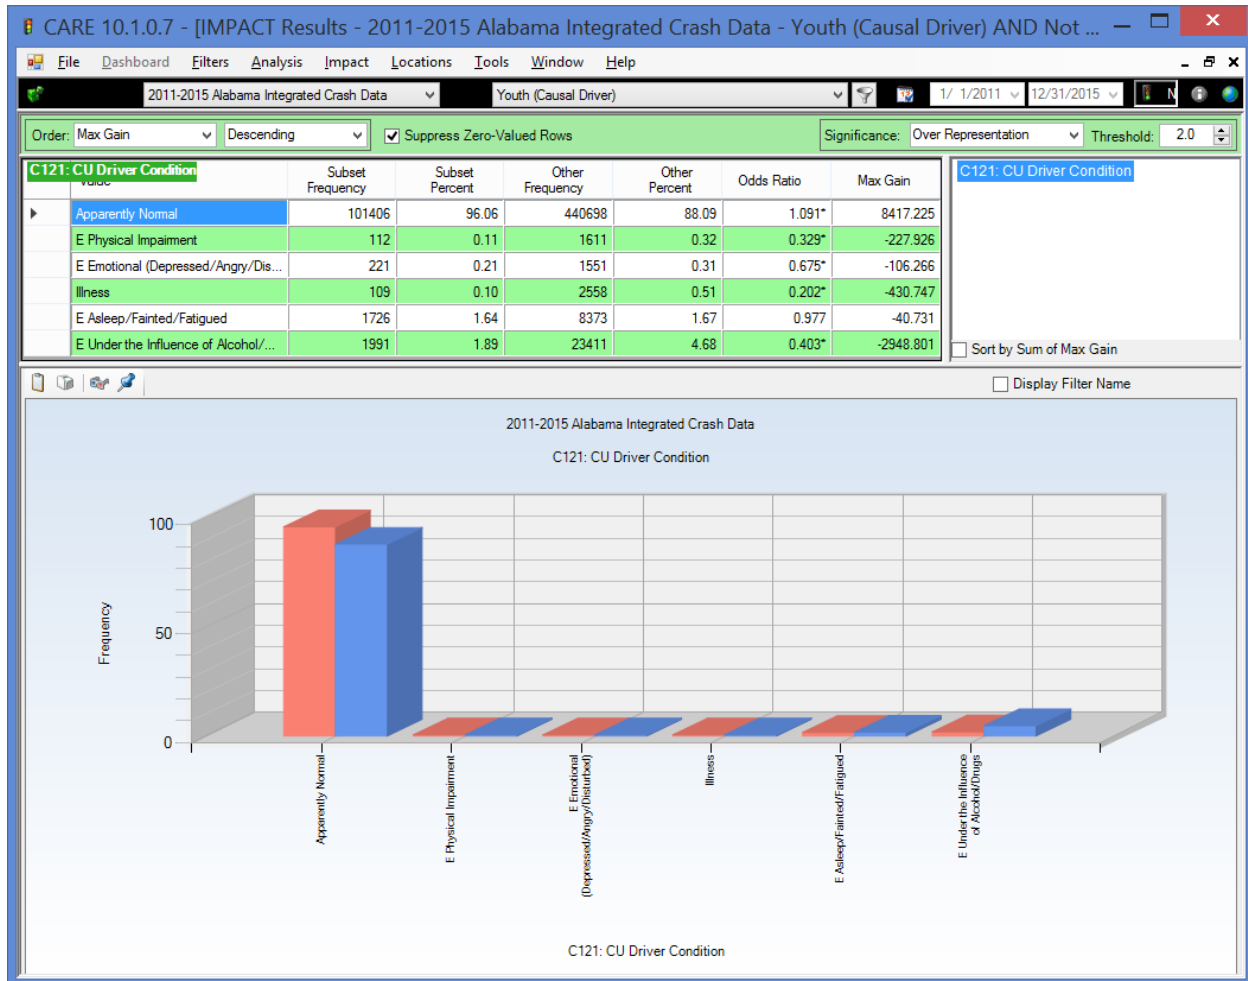 CARE 10.1.0.7 - [IMPACT Results - 2011-2015 Alabama Integrated Crash Data - Youth (Causal Driver) AND Not ...
File Dashboard Filters Analysis Impact Locations Tools Window Help
2011-2015 Alabama Integrated Crash Data Youth (Causal Driver) 1/ 1/2011 12/31/2015 N
Order: Max Gain Descending Suppress Zero-Valued Rows Significance: Over Representation Threshold: 2.0
C121: CU Driver Condition
Subset Frequency Subset Percent Other Frequency Other Percent Odds Ratio Max Gain
Apparently Normal 101406 96.06 440698 88.09 1.091* 8417.225
E Physical Impairment 112 0.11 1611 0.32 0.329* -227.926
E Emotional (Depressed/Angry/Dis... 221 0.21 1551 0.31 0.675* -106.266
Illness 109 0.10 2558 0.51 0.202* -430.747
E Asleep/Fainted/Fatigued 1726 1.64 8373 1.67 0.977 -40.731
E Under the Influence of Alcohol/... 1991 1.89 23411 4.68 0.403* -2948.801
C121: CU Driver Condition
Sort by Sum of Max Gain
Display Filter Name
2011-2015 Alabama Integrated Crash Data
C121: CU Driver Condition
Frequency
100
50
0
Apparently Normal
E Physical Impairment
E Emotional
(Depressed/Angry/Disturbed)
Illness
E Asleep/Fainted/Fatigued
E Under the Influence
of Alcohol/Drugs
C121: CU Driver Condition